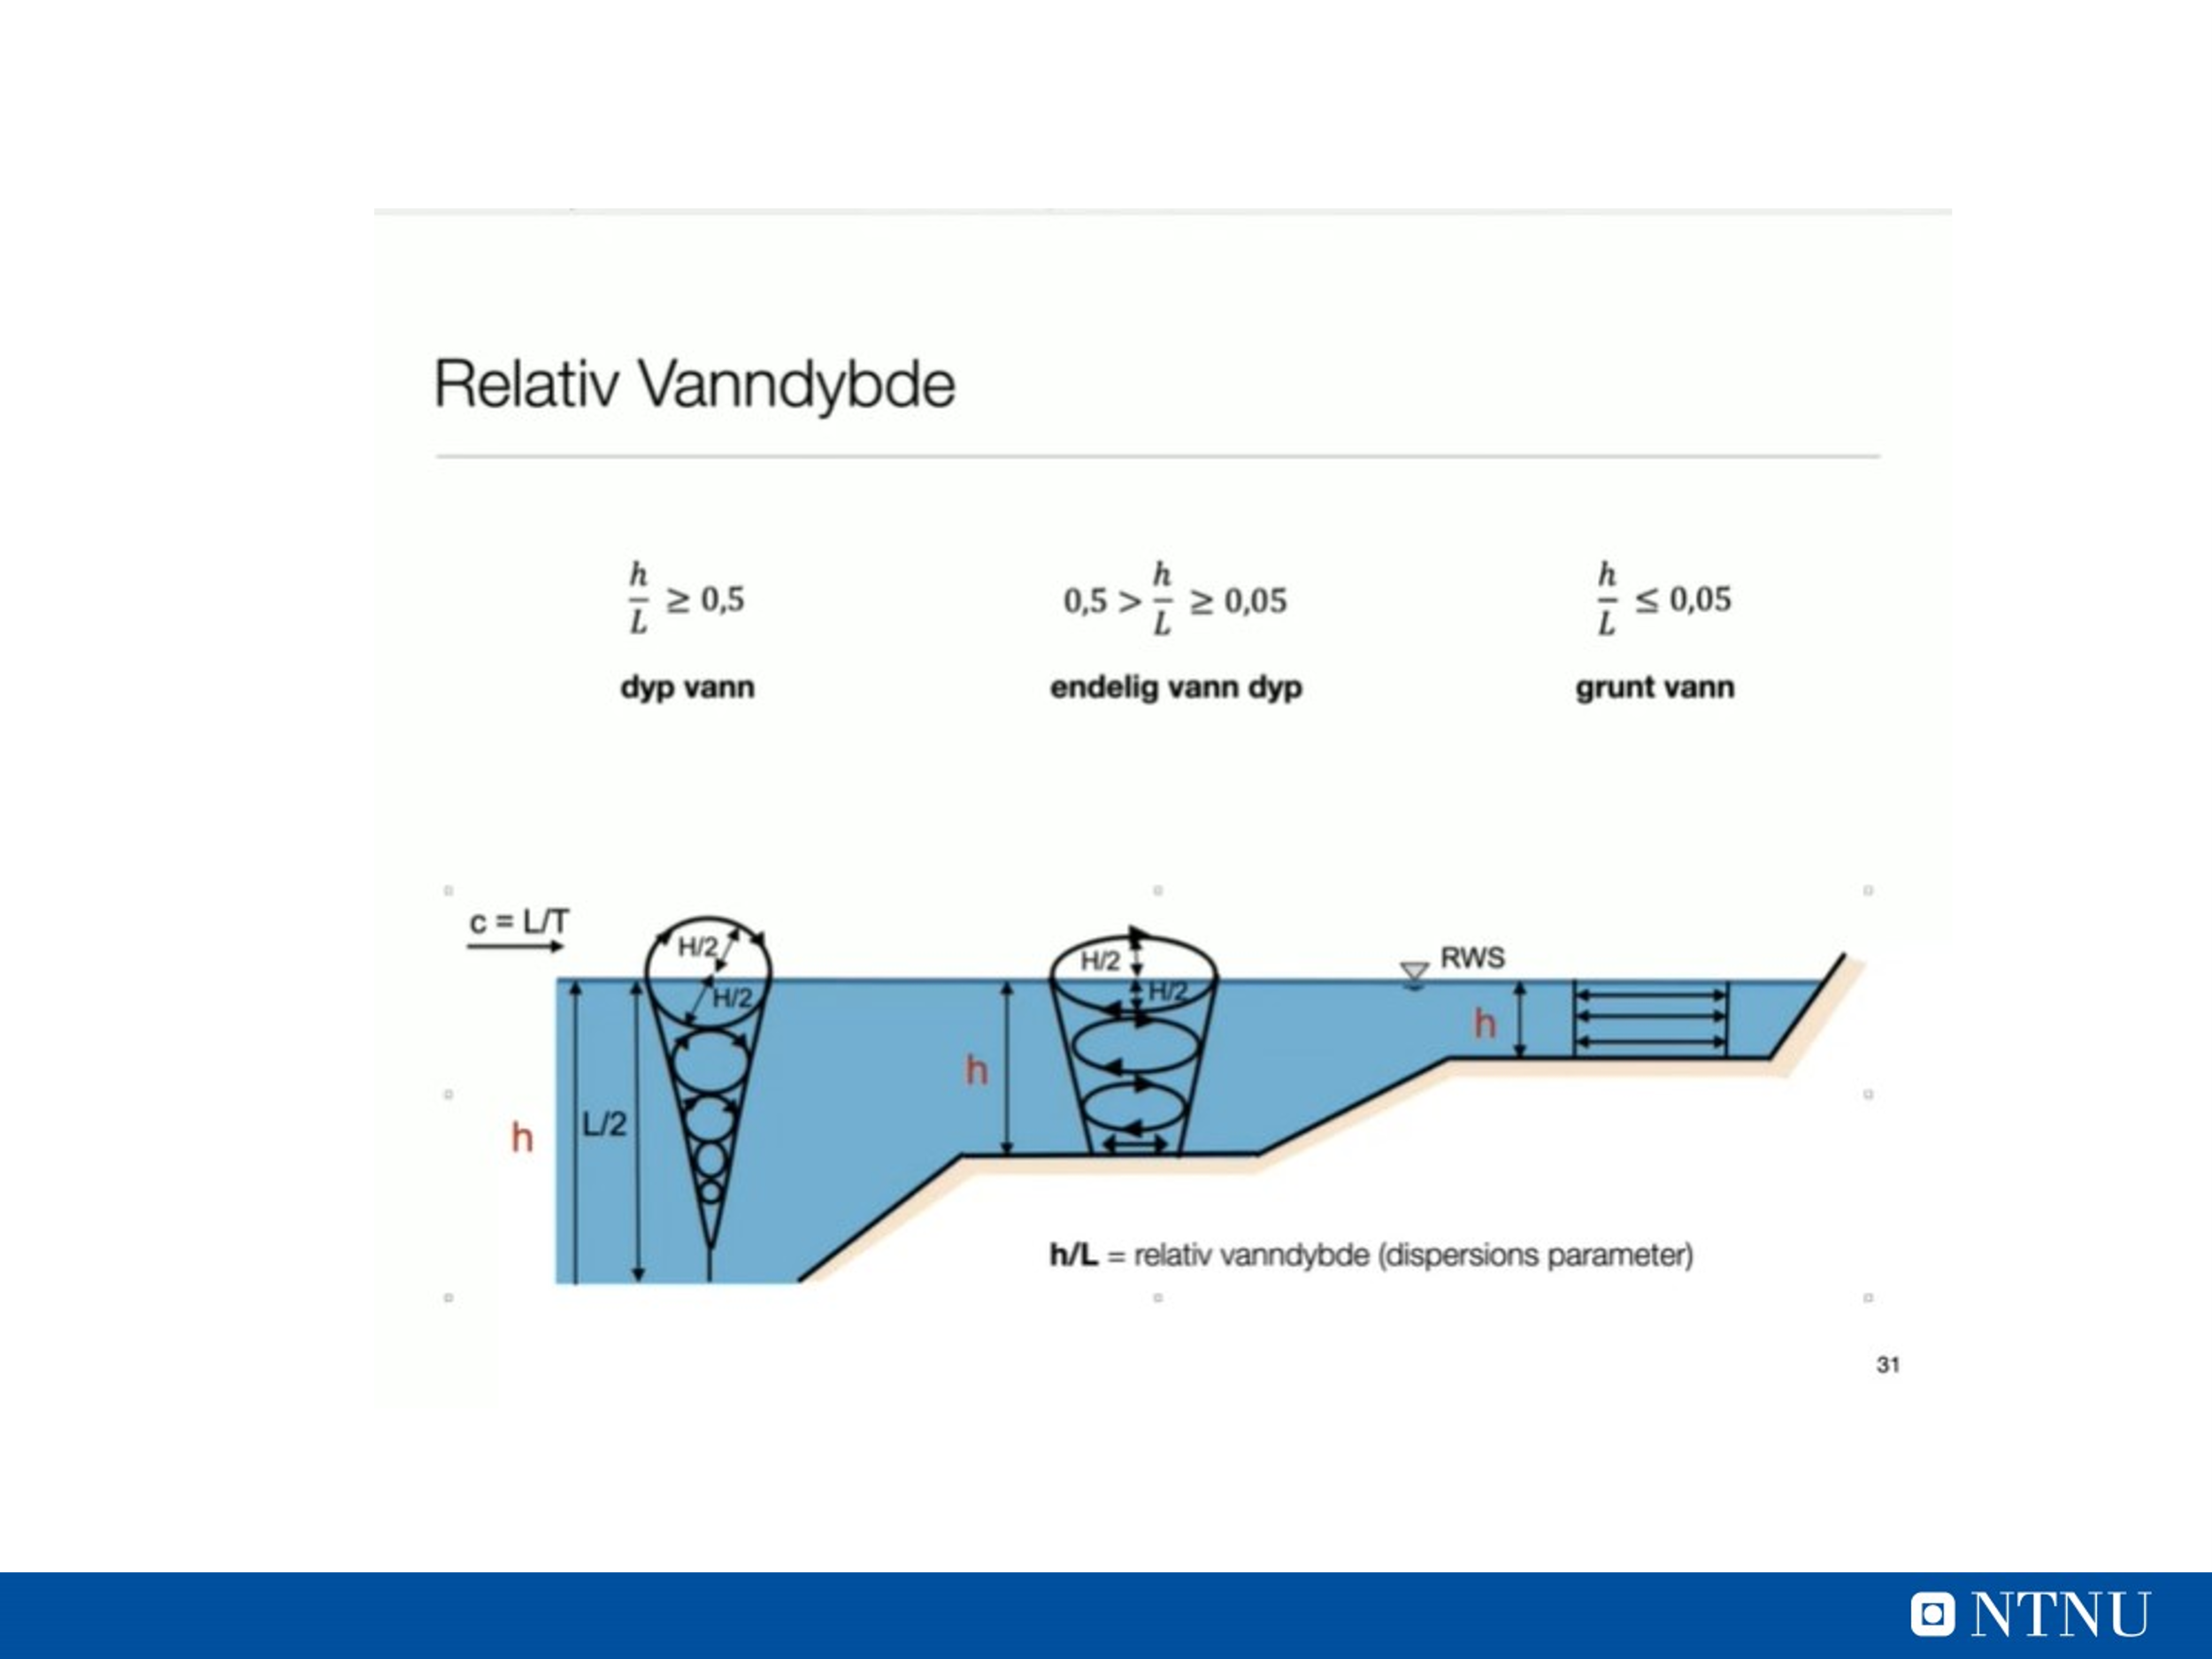 Relativ Vanndybde
h/L ≥ 0,5
0,5 > h/L ≥ 0,05
h/L ≤ 0,05
dyp vann
endelig vann dyp
grunt vann
c = L/T
H/2
H/2
H/2
H/2
RWS
h
h
h
L/2
h/L = relativ vanndybde (dispersions parameter)
31
NTNU